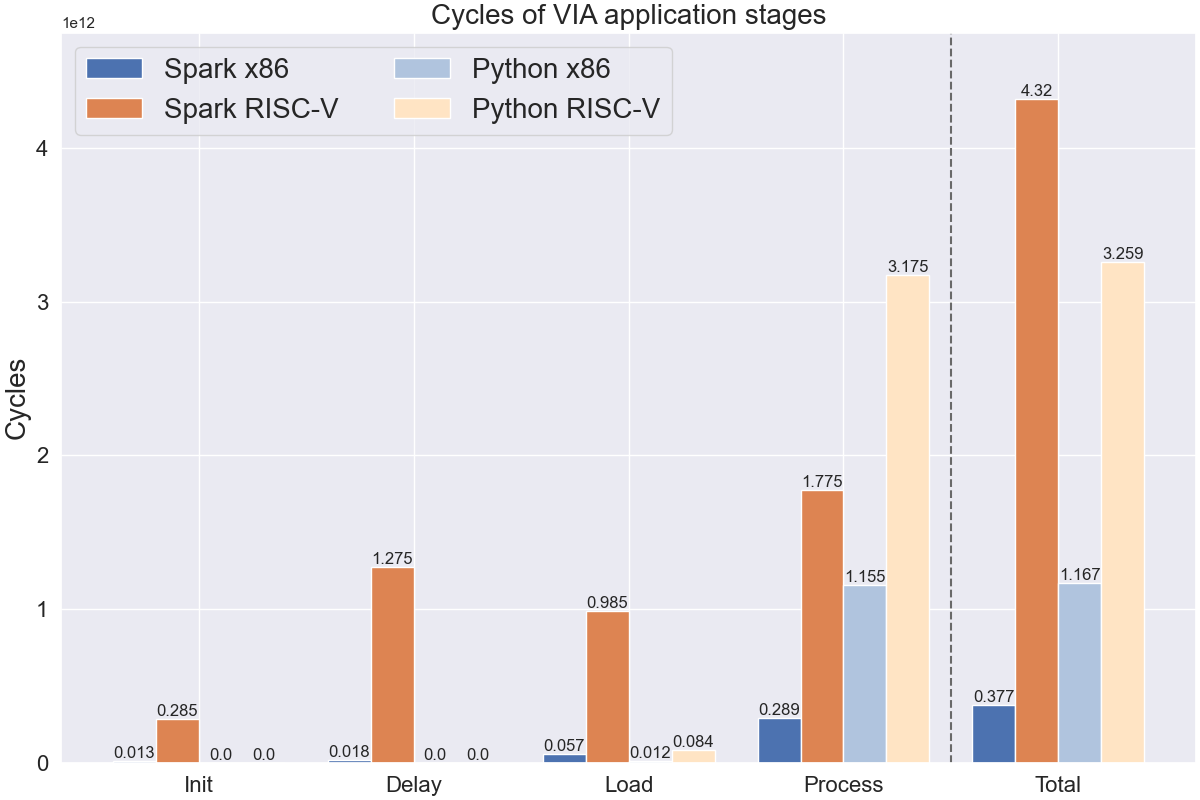 Cycles of VIA application stages
1e12
Spark x86
Python x86
Spark RISC-V
Python RISC-V
4.32
4
3.175
3.259
3
Cycles
2
1.775
1.275
1.155
1.167
0.985
1
0.285
0.289
0.377
0.013
0.0
0.0
0.018
0.0
0.0
0.057
0.012
0.084
0
Init
Delay
Load
Process
Total